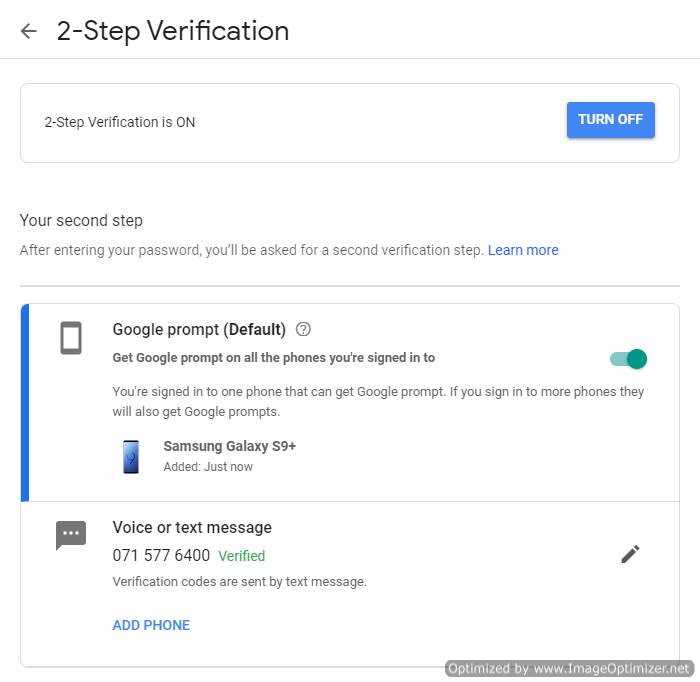 2-Step Verification
2-Step Verification is ON
TURN OFF
Your second step
After entering your password, you'll be asked for a second verification step. Learn more
Google prompt (Default)
Get Google prompt on all the phones you're signed in to
You're signed in to one phone that can get Google prompt. If you sign in to more phones they
will also get Google prompts.
Samsung Galaxy S9+
Added: Just now
Voice or text message
071 577 6400 Verified
Verification codes are sent by text message.
ADD PHONE
Optimized by www.ImageOptimizer.net